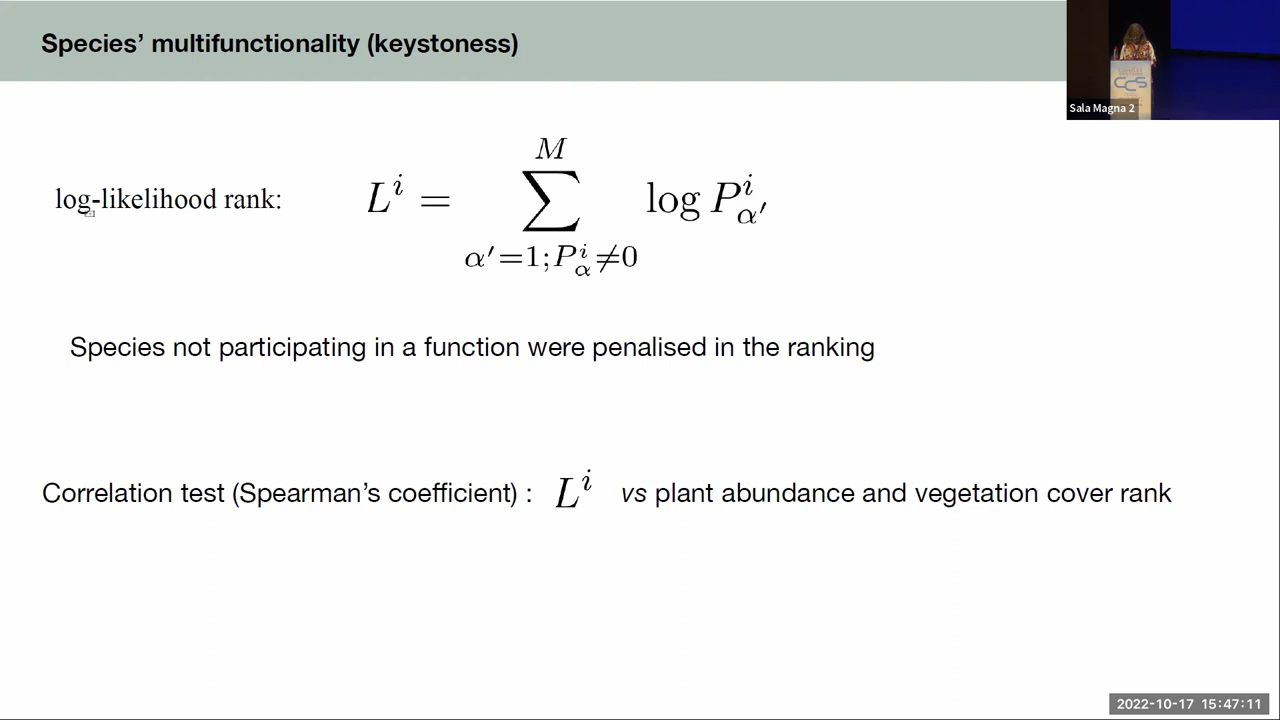 Species’ multifunctionality (keystoness)
CCS
Sala Magna 2
log-likelihood rank: L^i = \sum_{α'=1; P^i_α ≠ 0}^{M} log P^i_{α'}
Species not participating in a function were penalised in the ranking
Correlation test (Spearman’s coefficient) : L^i vs plant abundance and vegetation cover rank
2022-10-17 15:47:11